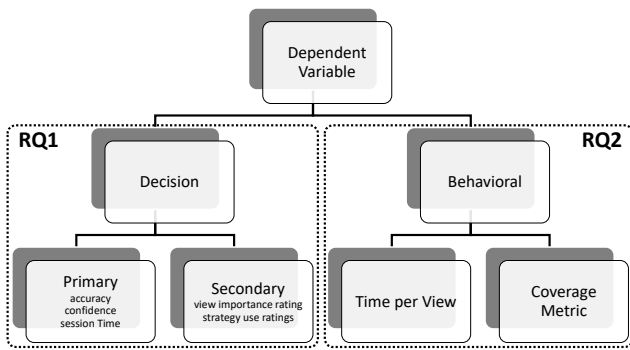 Dependent
Variable
RQ1
RQ2
Decision
Behavioral
Primary
accuracy
confidence
session Time
Secondary
view importance rating
strategy use ratings
Time per View
Coverage
Metric